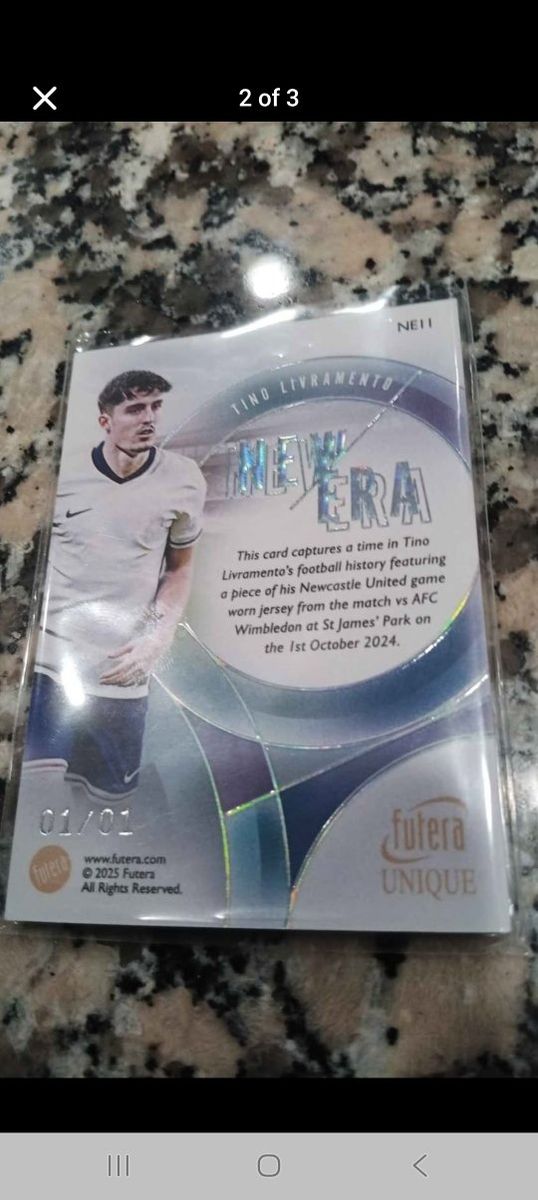 2 of 3
NE11
TINO LIVRAMENTO
NEW
ERA
This card captures a time in Tino
Livramento's football history featuring
a piece of his Newcastle United game
worn jersey from the match vs AFC
Wimbledon at St James' Park on
the 1st October 2024.
01/01
futera
www.futera.com
© 2025 Futera
All Rights Reserved.
futera
UNIQUE